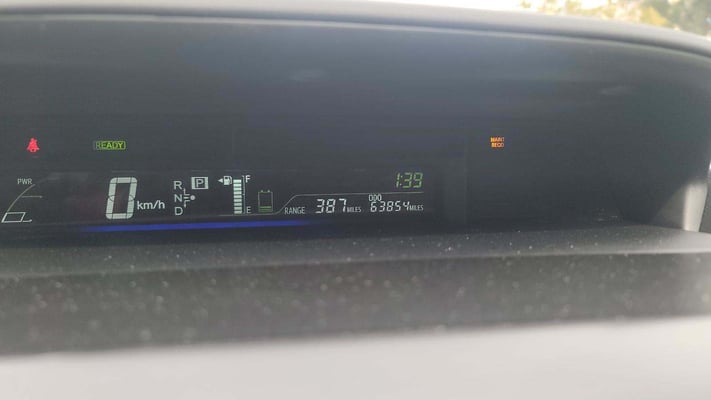 READY
MAINT
REQD
PWR
0 km/h
R
N
D
P
F
E
1:39
RANGE 387 MILES
ODO
63854 MILES